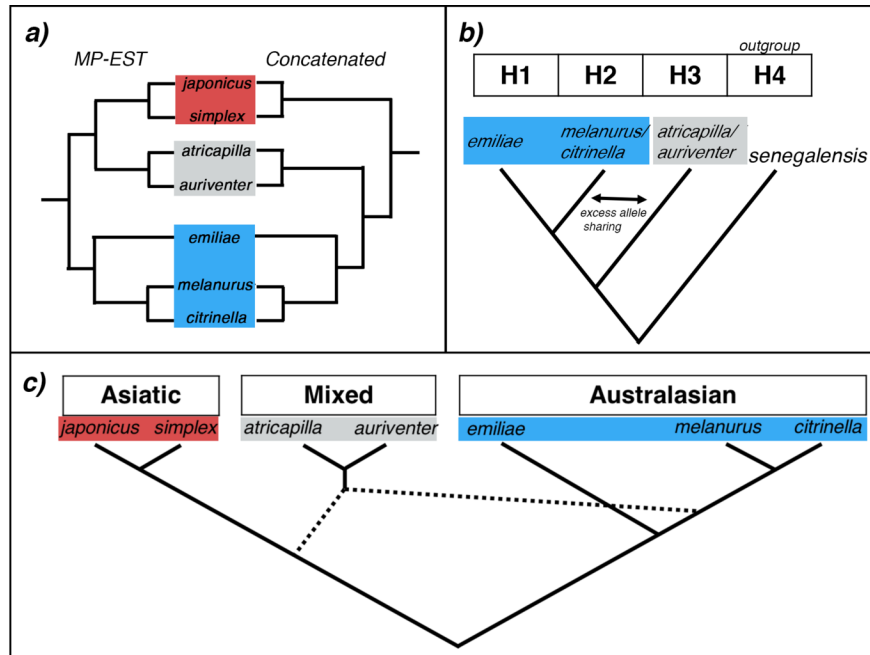 a)
MP-EST
Concatenated
japonicus
simplex
atricapilla
auriventer
emiliae
melanurus
citrinella
b)
outgroup
H1 H2 H3 H4
emiliae
melanurus/
citrinella
atricapilla/
auriventer
senegalensis
excess allele
sharing
c)
Asiatic Mixed Australasian
japonicus simplex atricapilla auriventer emiliae melanurus citrinella